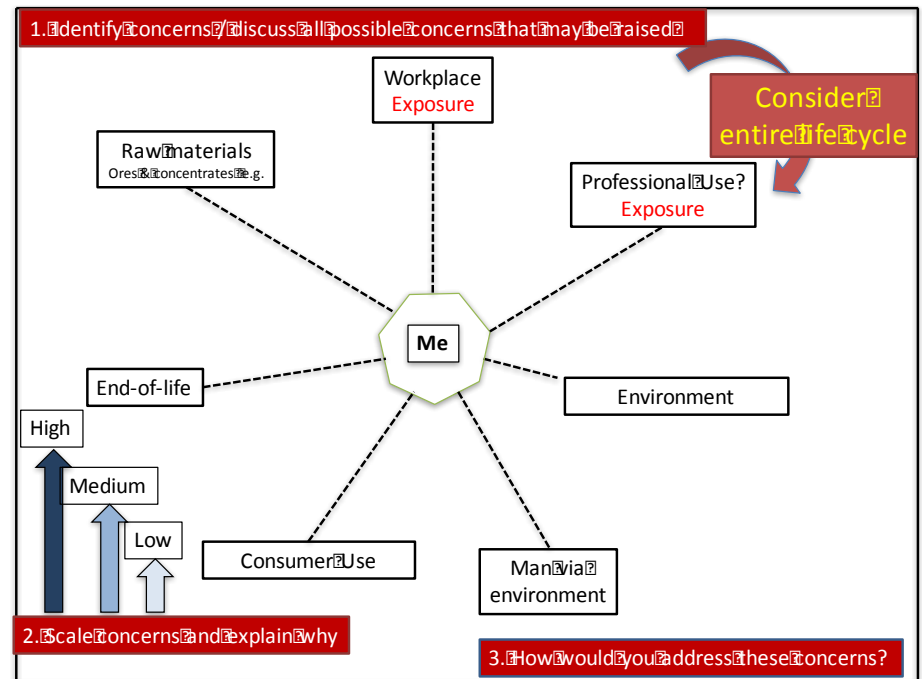 1.⍰Identify⍰concerns⍰/⍰discuss⍰all⍰possible⍰concerns⍰that⍰may⍰be⍰raised⍰
Workplace
Exposure
Consider⍰
entire⍰life⍰cycle
Raw⍰materials
Ores⍰&⍰concentrates⍰e.g.
Professional⍰Use?
Exposure
Me
End-of-life
Environment
High
Medium
Low
Consumer⍰Use
Man⍰via⍰
environment
2.⍰Scale⍰concerns⍰and⍰explain⍰why
3.⍰How⍰would⍰you⍰address⍰these⍰concerns?